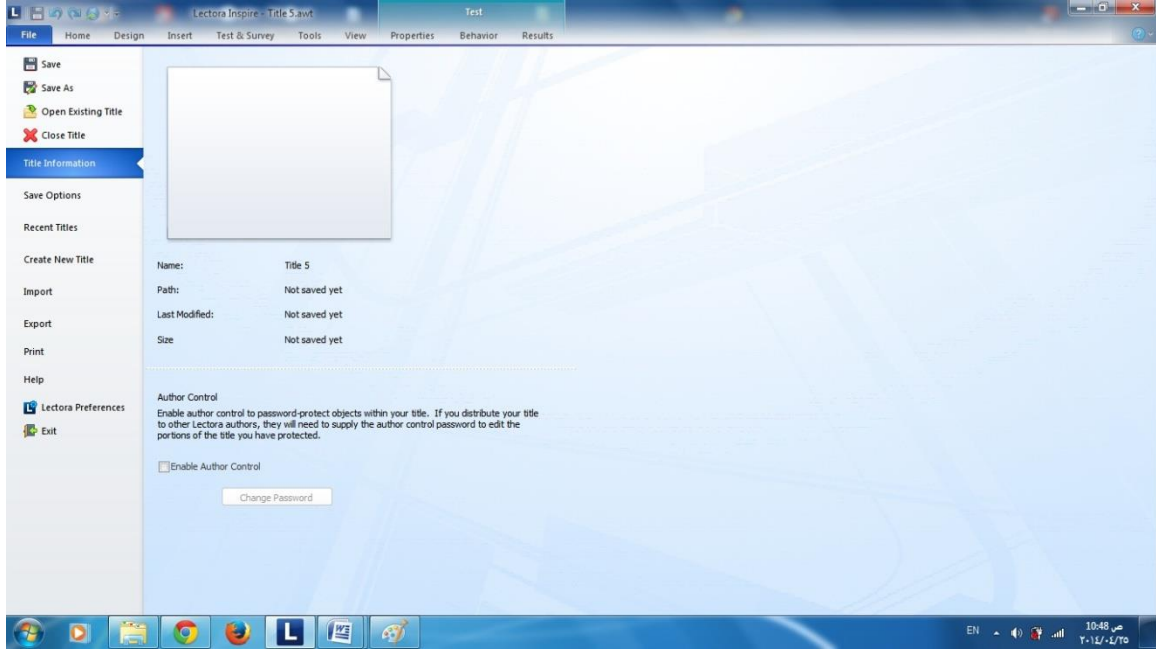 Lectora Inspire - Title 5.awt
Test
File Home Design Insert Test & Survey Tools View Properties Behavior Results
Save
Save As
Open Existing Title
Close Title
Title Information
Save Options
Recent Titles
Create New Title
Import
Export
Print
Help
Lectora Preferences
Exit
Name: Title 5
Path: Not saved yet
Last Modified: Not saved yet
Size Not saved yet
Author Control
Enable author control to password-protect objects within your title. If you distribute your title
to other Lectora authors, they will need to supply the author control password to edit the
portions of the title you have protected.
Enable Author Control
Change Password
EN
10:48 ص
٢٠١٤/٠٤/٢٥